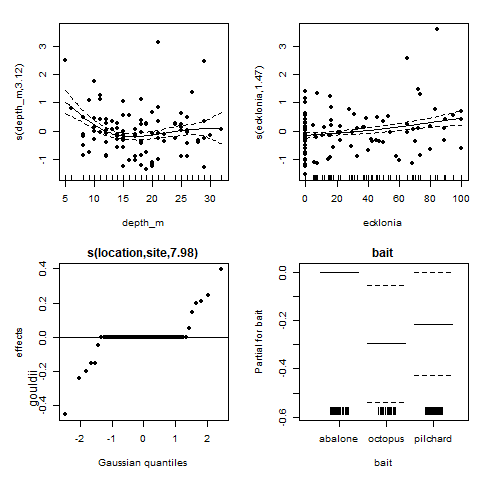 s(depth_m,3.12)
3
2
1
0
-1
5 10 15 20 25 30
depth_m
s(ecklonia,1.47)
3
2
1
0
-1
0 20 40 60 80 100
ecklonia
s(location,site,7.98)
effects
gouldii
0.4
0.2
0.0
-0.2
-0.4
-2 -1 0 1 2
Gaussian quantiles
bait
Partial for bait
0.0
-0.2
-0.4
-0.6
abalone octopus pilchard
bait